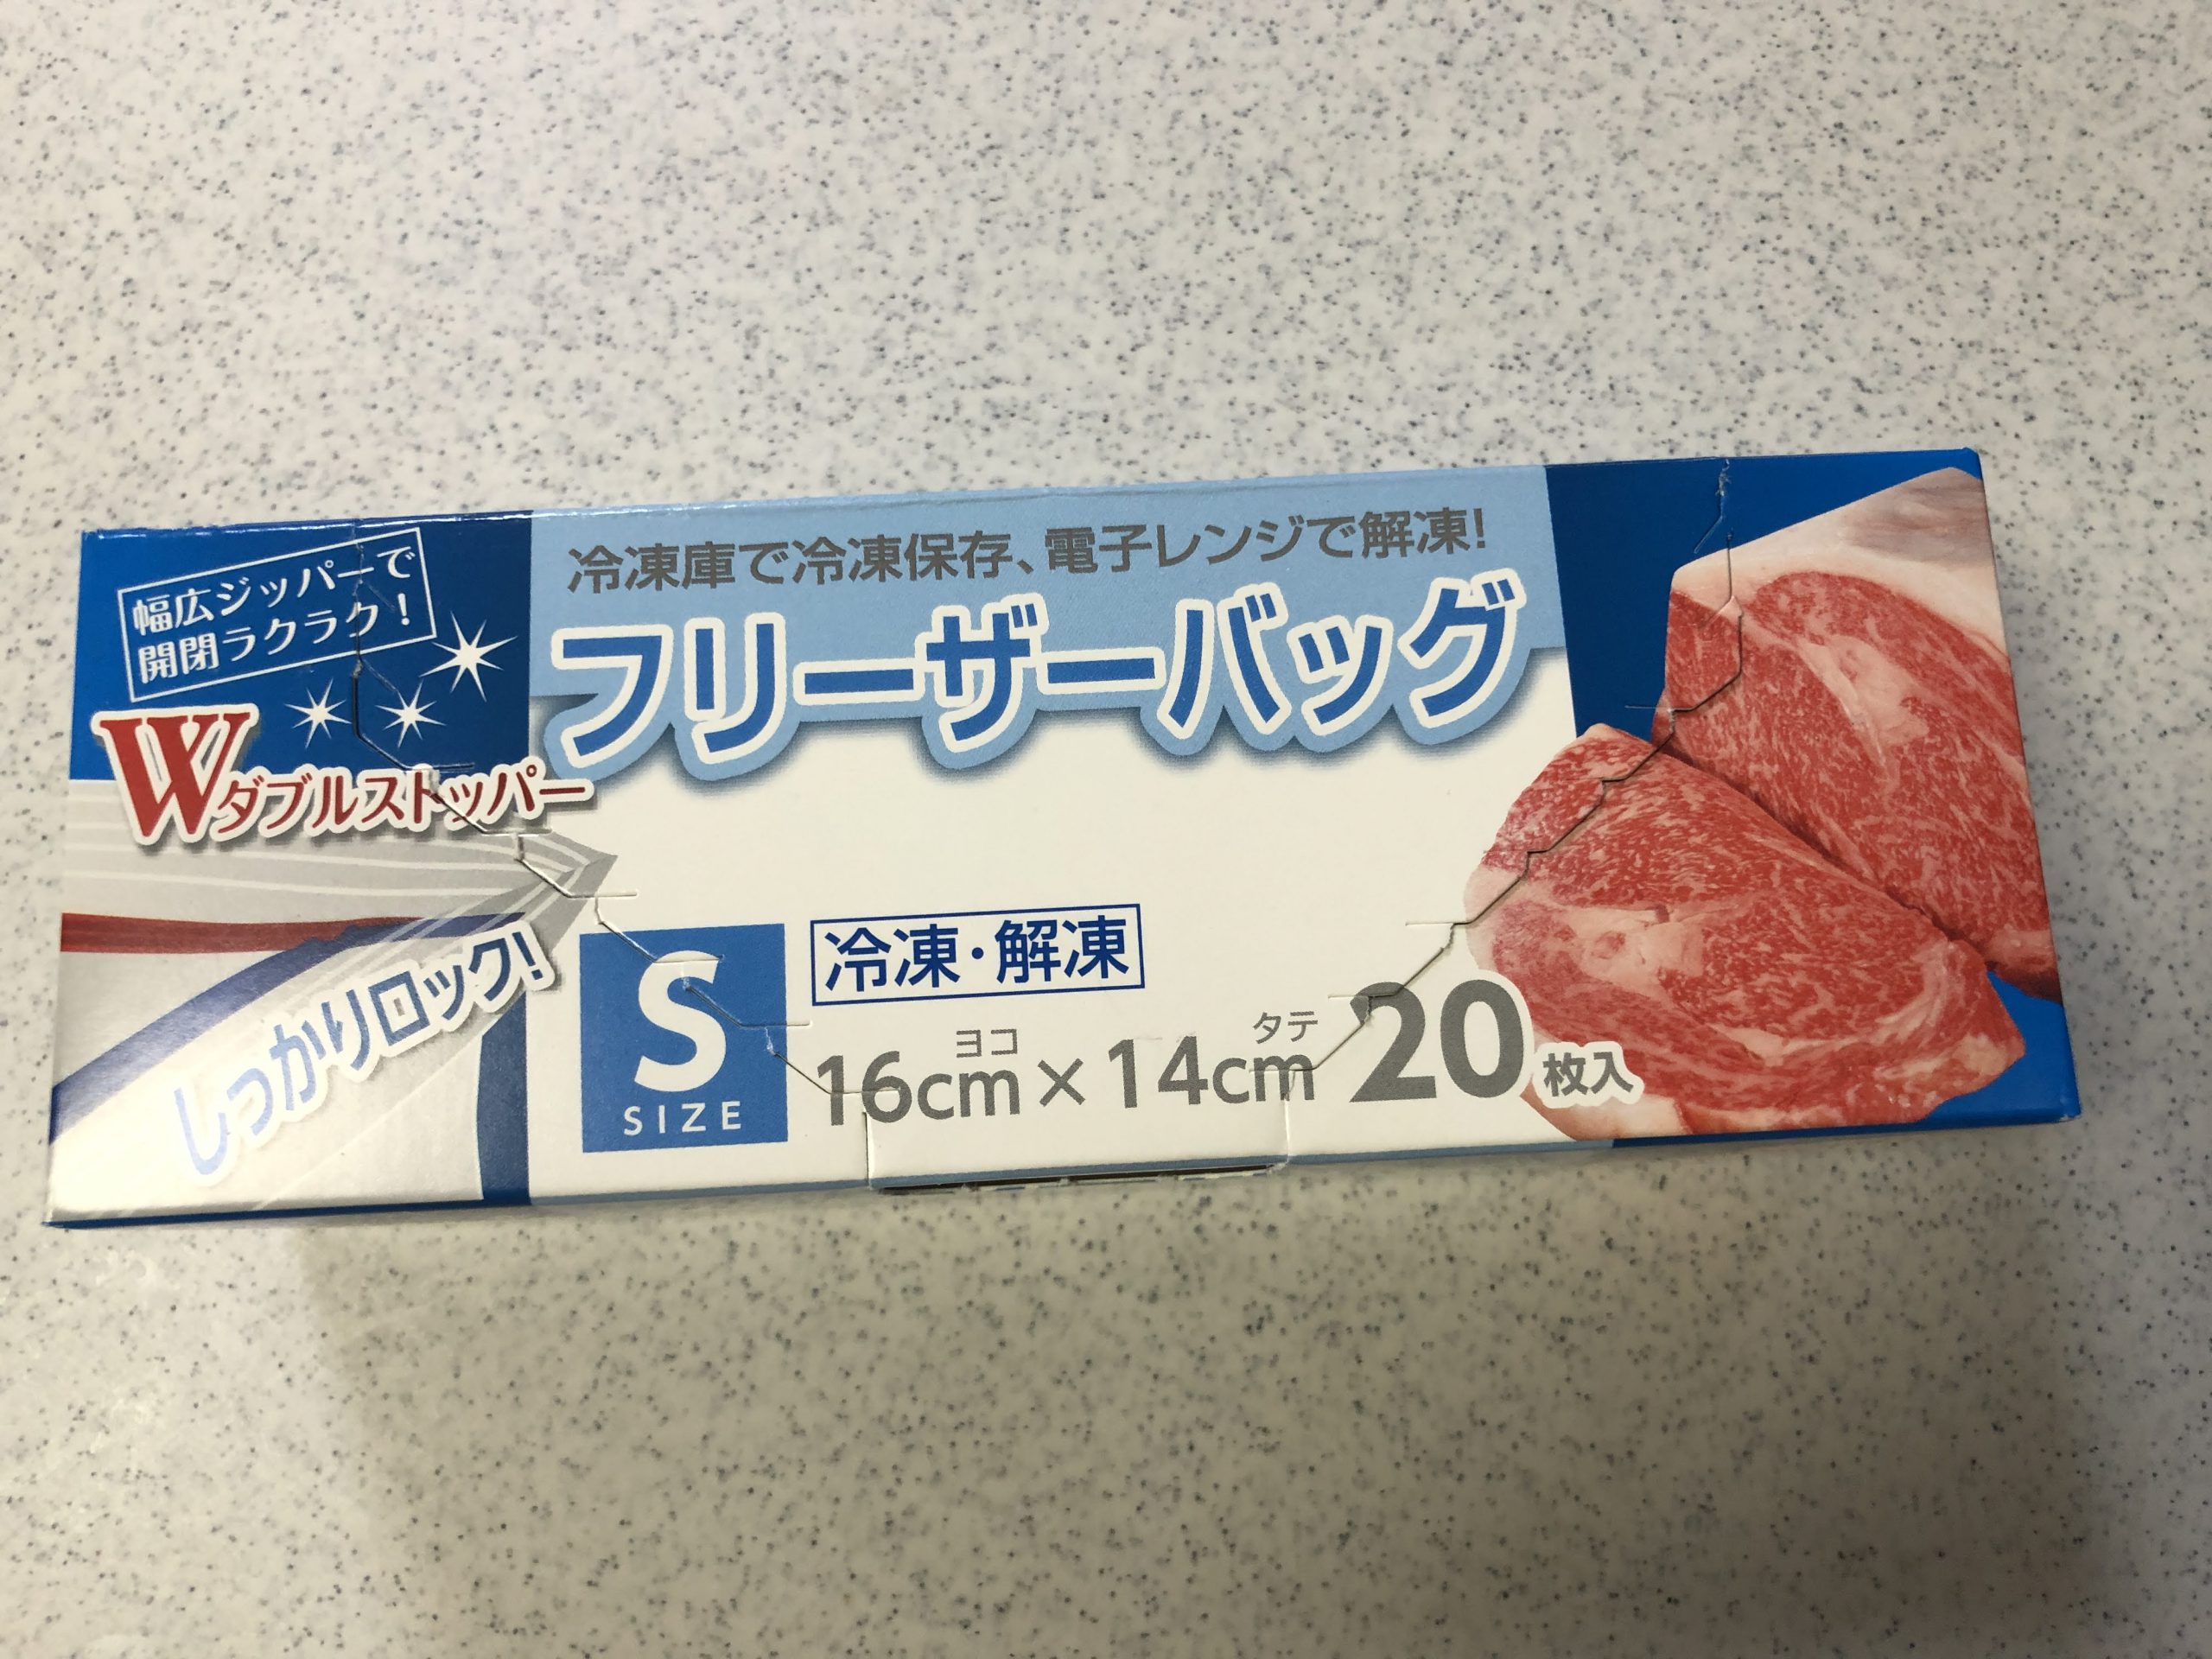 幅広ジッパーで
開閉ラクラク！
Wダブルストッパー
しっかりロック!
冷凍庫で冷凍保存、電子レンジで解凍!
フリーザーバッグ
S
SIZE
冷凍・解凍
ヨコ タテ
16cm×14cm 20枚入